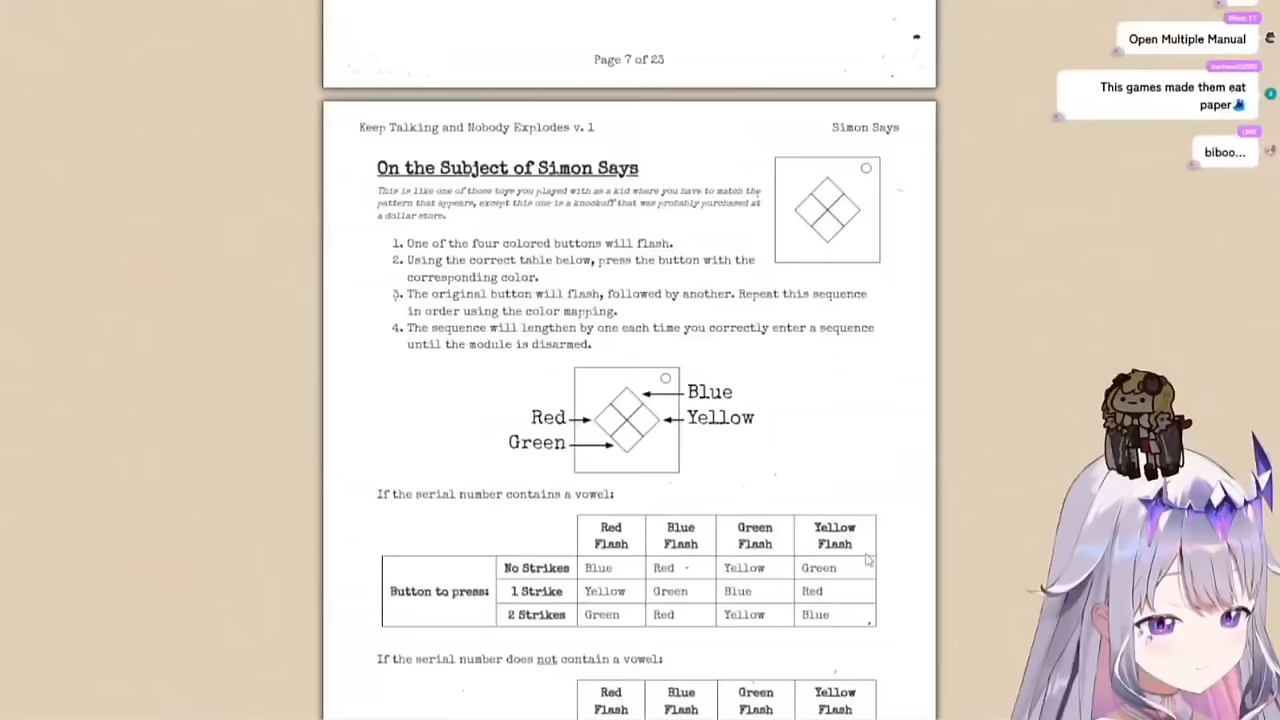 Page 7 of 23
Keep Talking and Nobody Explodes v. 1
Simon Says
On the Subject of Simon Says
This is like one of those toys you played with as a kid where you have to match the
pattern that appears, except this one is a knockoff that was probably purchased at
a dollar store.
1. One of the four colored buttons will flash.
2. Using the correct table below, press the button with the
corresponding color.
3. The original button will flash, followed by another. Repeat this sequence
in order using the color mapping.
4. The sequence will lengthen by one each time you correctly enter a sequence
until the module is disarmed.
Blue
Red
Yellow
Green
If the serial number contains a vowel:
Red Flash
Blue Flash
Green Flash
Yellow Flash
Button to press:
No Strikes Blue Red Yellow Green
1 Strike Yellow Green Blue Red
2 Strikes Green Red Yellow Blue
If the serial number does not contain a vowel:
Red Flash
Blue Flash
Green Flash
Yellow Flash
Open Multiple Manual
This games made them eat
paper
biboo...